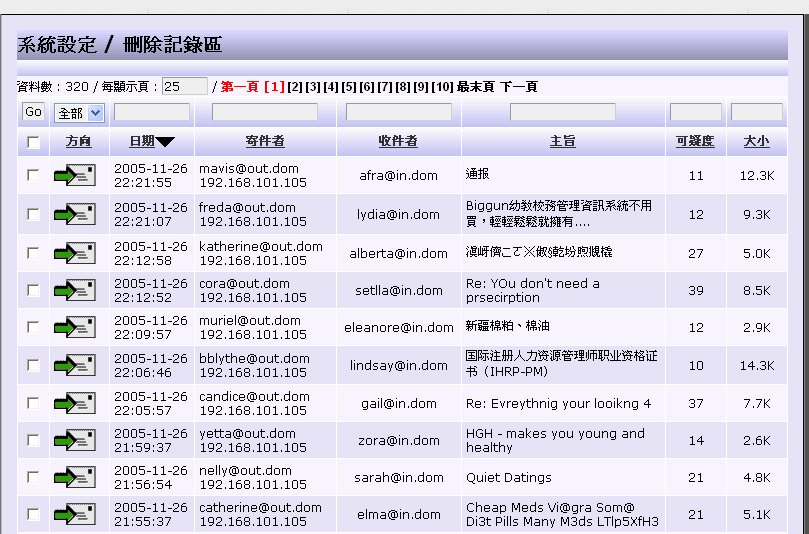 系統設定 / 刪除記錄區
資料數：320 / 每顯示頁：25 / 第一頁 [1] [2] [3] [4] [5] [6] [7] [8] [9] [10] 最末頁 下一頁
Go 全部
方向 日期 寄件者 收件者 主旨 可疑度 大小
2005-11-26 mavis@out.dom afra@in.dom 通报 11 12.3K
22:21:55 192.168.101.105
2005-11-26 freda@out.dom lydia@in.dom Biggun幼教校務管理資訊系統不用 12 9.3K
22:21:07 192.168.101.105 買，輕輕鬆鬆就擁有....
2005-11-26 katherine@out.dom alberta@in.dom 27 5.0K
22:12:58 192.168.101.105
2005-11-26 cora@out.dom setlla@in.dom Re: YOu don't need a 39 8.5K
22:12:52 192.168.101.105 prsecirption
2005-11-26 muriel@out.dom eleanore@in.dom 新疆棉粕、棉油 12 2.9K
22:09:57 192.168.101.105
2005-11-26 bblythe@out.dom lindsay@in.dom 国际注册人力资源管理师职业资格证 10 14.3K
22:06:46 192.168.101.105 书（IHRP-PM）
2005-11-26 candice@out.dom gail@in.dom Re: Evreythnig your looikng 4 37 7.7K
22:05:57 192.168.101.105
2005-11-26 yetta@out.dom zora@in.dom HGH - makes you young and 14 2.6K
21:59:37 192.168.101.105 healthy
2005-11-26 nelly@out.dom sarah@in.dom Quiet Datings 21 4.8K
21:56:54 192.168.101.105
2005-11-26 catherine@out.dom elma@in.dom Cheap Meds Vi@gra Som@ 21 5.1K
21:55:37 192.168.101.105 Di3t Pills Many M3ds LTlp5XfH3